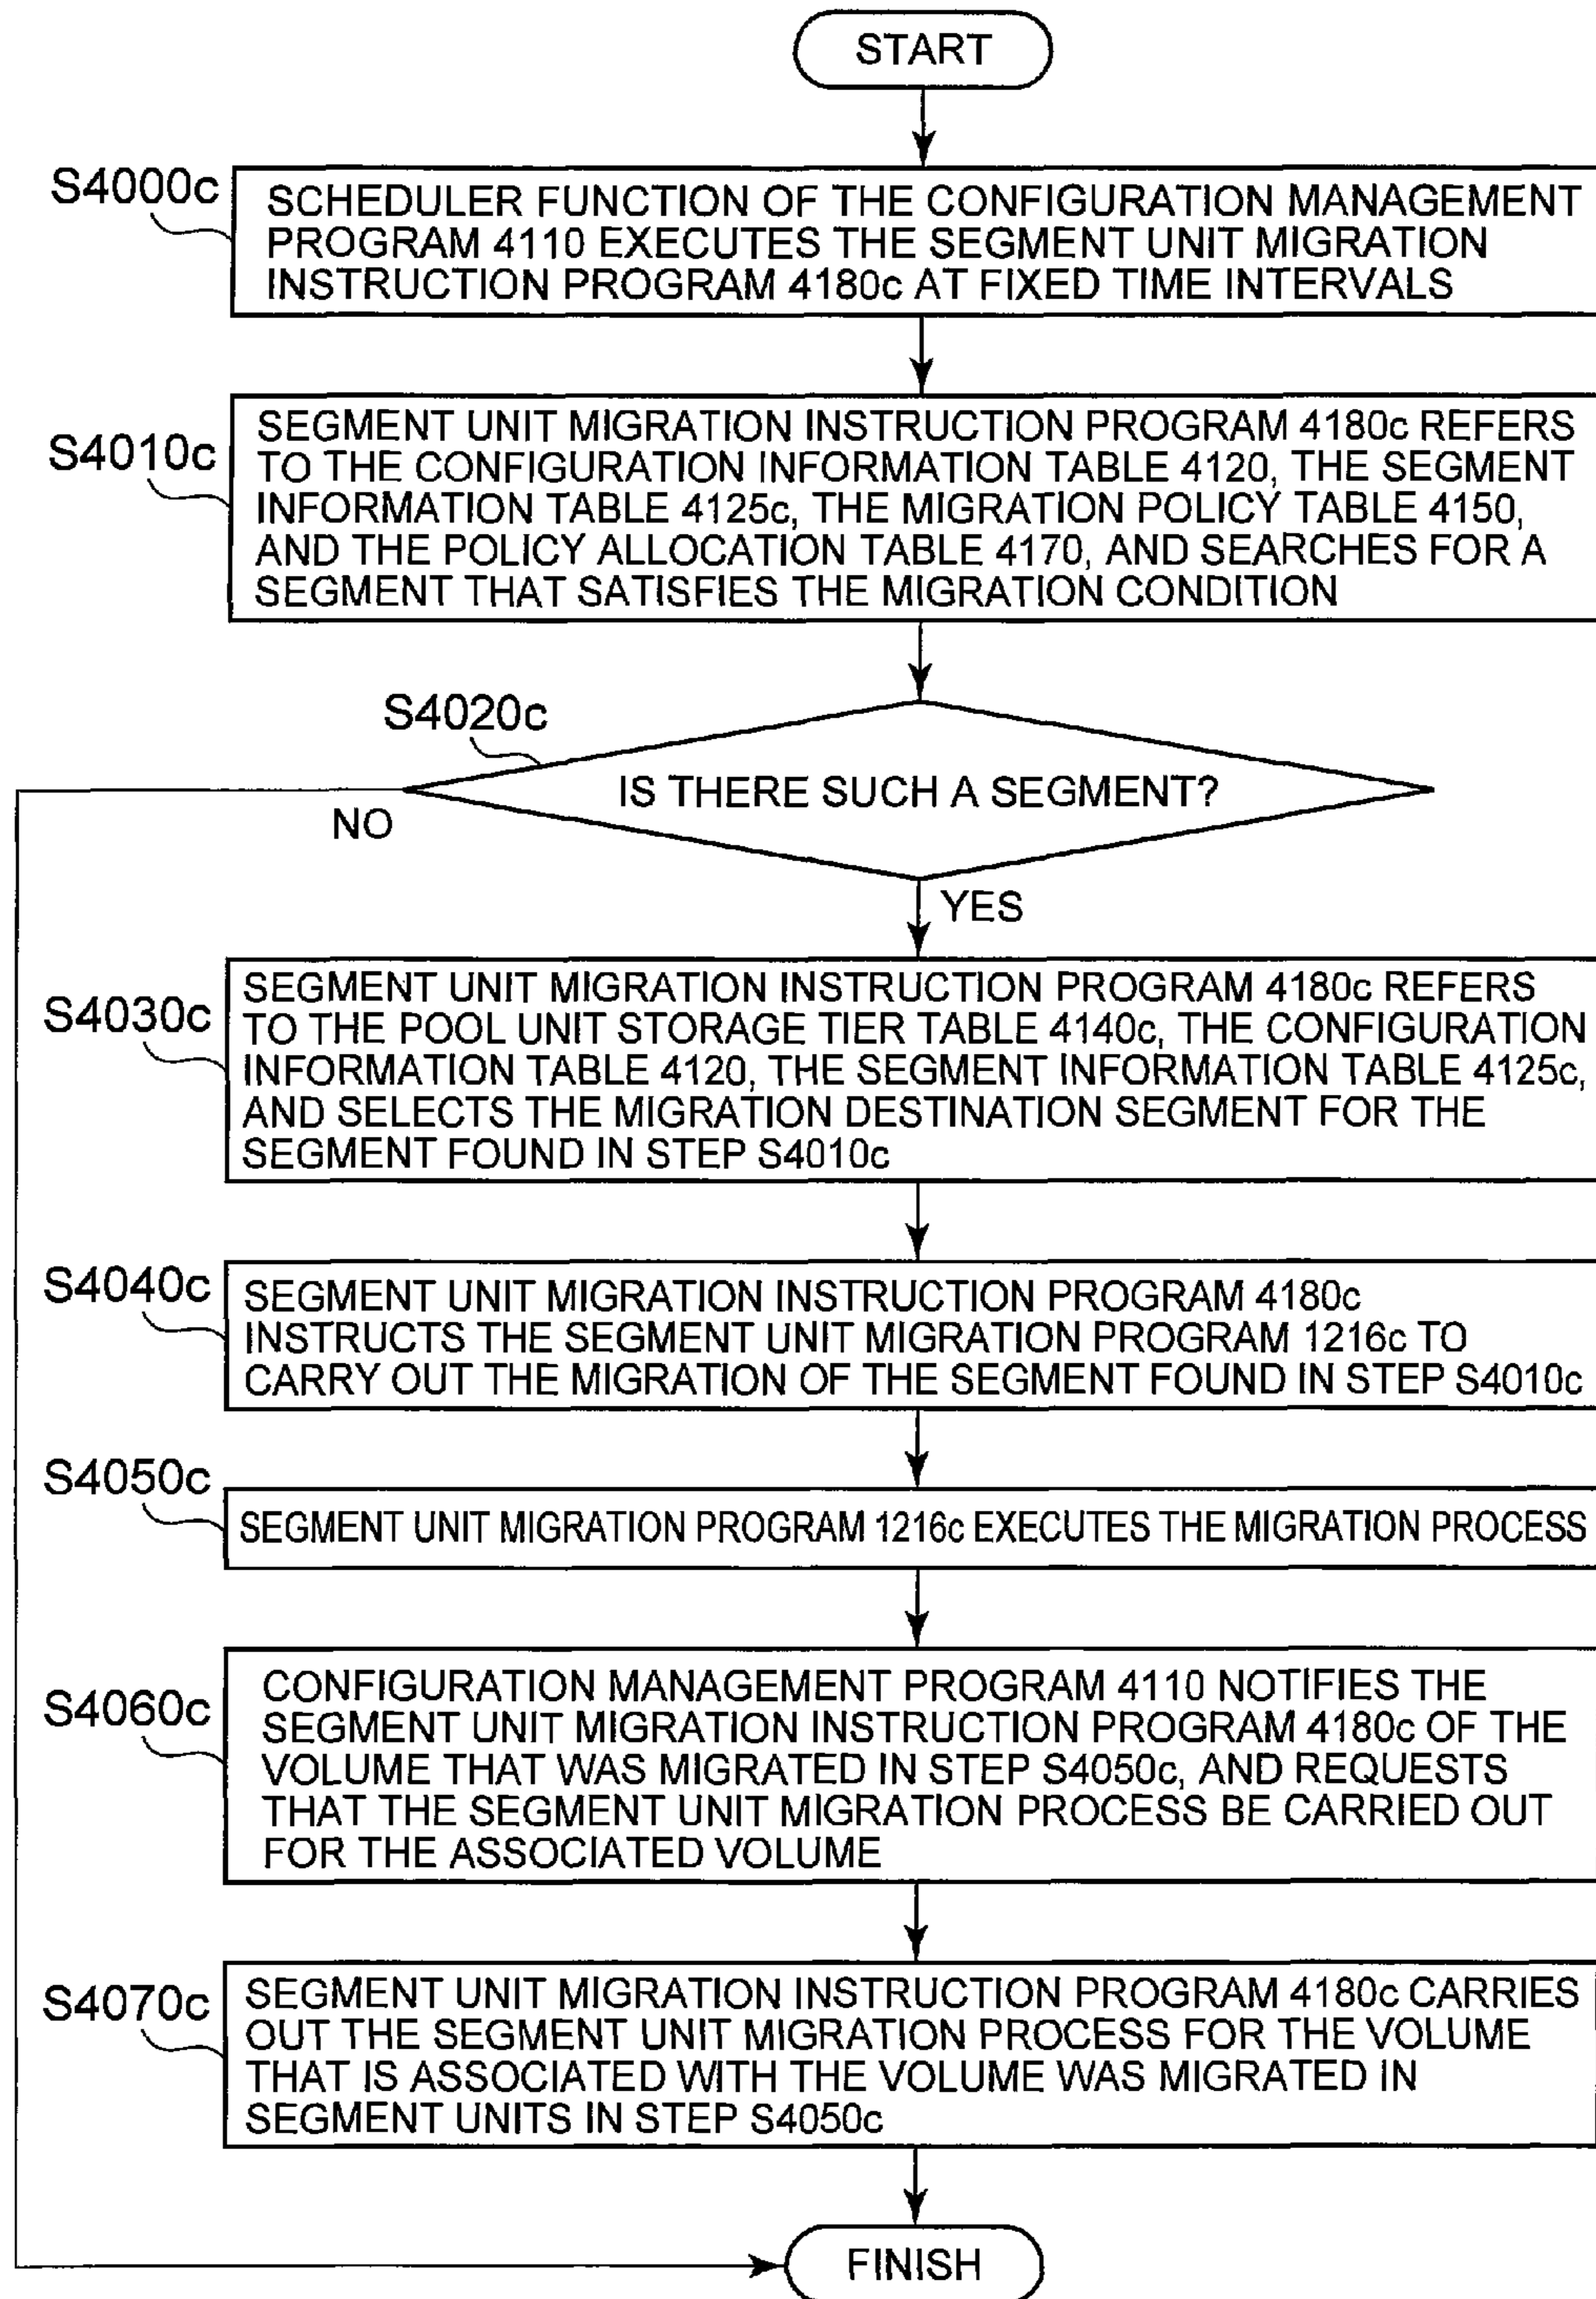 START
S4000c
SCHEDULER FUNCTION OF THE CONFIGURATION MANAGEMENT
PROGRAM 4110 EXECUTES THE SEGMENT UNIT MIGRATION
INSTRUCTION PROGRAM 4180c AT FIXED TIME INTERVALS
S4010c
SEGMENT UNIT MIGRATION INSTRUCTION PROGRAM 4180c REFERS
TO THE CONFIGURATION INFORMATION TABLE 4120, THE SEGMENT
INFORMATION TABLE 4125c, THE MIGRATION POLICY TABLE 4150,
AND THE POLICY ALLOCATION TABLE 4170, AND SEARCHES FOR A
SEGMENT THAT SATISFIES THE MIGRATION CONDITION
S4020c
IS THERE SUCH A SEGMENT?
NO
YES
S4030c
SEGMENT UNIT MIGRATION INSTRUCTION PROGRAM 4180c REFERS
TO THE POOL UNIT STORAGE TIER TABLE 4140c, THE CONFIGURATION
INFORMATION TABLE 4120, THE SEGMENT INFORMATION TABLE 4125c,
AND SELECTS THE MIGRATION DESTINATION SEGMENT FOR THE
SEGMENT FOUND IN STEP S4010c
S4040c
SEGMENT UNIT MIGRATION INSTRUCTION PROGRAM 4180c
INSTRUCTS THE SEGMENT UNIT MIGRATION PROGRAM 1216c TO
CARRY OUT THE MIGRATION OF THE SEGMENT FOUND IN STEP S4010c
S4050c
SEGMENT UNIT MIGRATION PROGRAM 1216c EXECUTES THE MIGRATION PROCESS
S4060c
CONFIGURATION MANAGEMENT PROGRAM 4110 NOTIFIES THE
SEGMENT UNIT MIGRATION INSTRUCTION PROGRAM 4180c OF THE
VOLUME THAT WAS MIGRATED IN STEP S4050c, AND REQUESTS
THAT THE SEGMENT UNIT MIGRATION PROCESS BE CARRIED OUT
FOR THE ASSOCIATED VOLUME
S4070c
SEGMENT UNIT MIGRATION INSTRUCTION PROGRAM 4180c CARRIES
OUT THE SEGMENT UNIT MIGRATION PROCESS FOR THE VOLUME
THAT IS ASSOCIATED WITH THE VOLUME WAS MIGRATED IN
SEGMENT UNITS IN STEP S4050c
FINISH